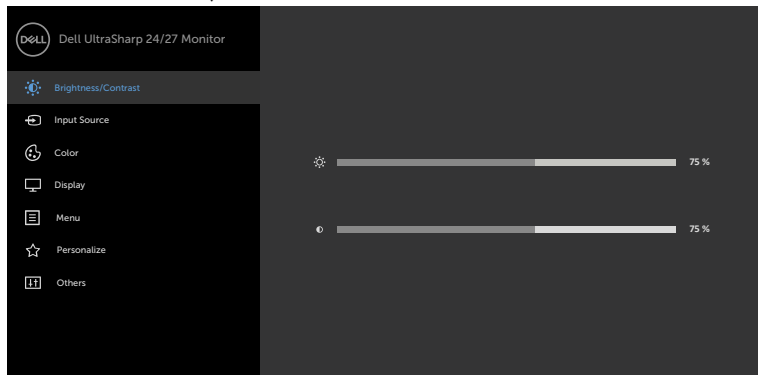 DELL Dell UltraSharp 24/27 Monitor
Brightness/Contrast
Input Source
Color
75 %
Display
Menu
75 %
Personalize
Others